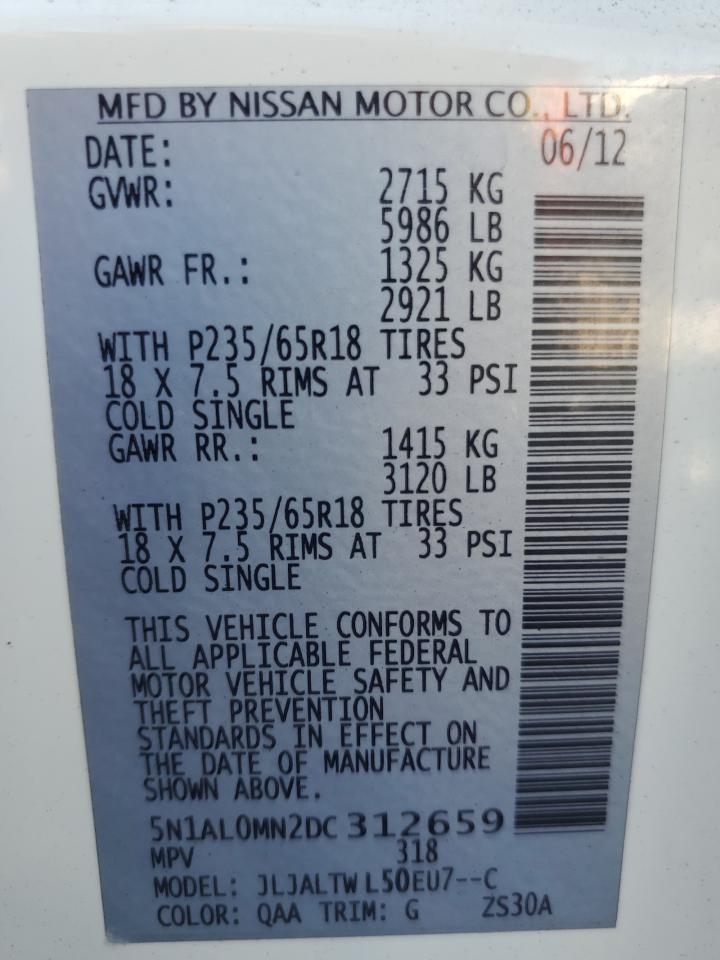 MFD BY NISSAN MOTOR CO., LTD.
DATE: 06/12
GVWR: 2715 KG
5986 LB
GAWR FR.: 1325 KG
2921 LB
WITH P235/65R18 TIRES
18 X 7.5 RIMS AT 33 PSI
COLD SINGLE
GAWR RR.: 1415 KG
3120 LB
WITH P235/65R18 TIRES
18 X 7.5 RIMS AT 33 PSI
COLD SINGLE
THIS VEHICLE CONFORMS TO
ALL APPLICABLE FEDERAL
MOTOR VEHICLE SAFETY AND
THEFT PREVENTION
STANDARDS IN EFFECT ON
THE DATE OF MANUFACTURE
SHOWN ABOVE.
5N1AL0MN2DC 312659
MPV 318
MODEL: JLJALTW L50EU7--C
COLOR: QAA TRIM: G ZS30A